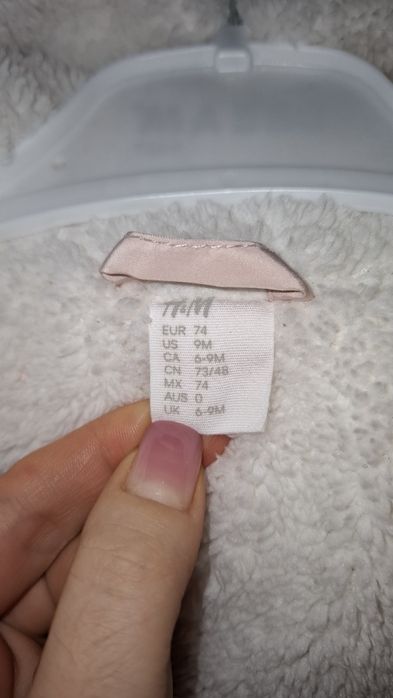 H&M
EUR 74
US 9M
CA 6-9M
CN 73/48
MX 74
AUS 0
UK 6-9M